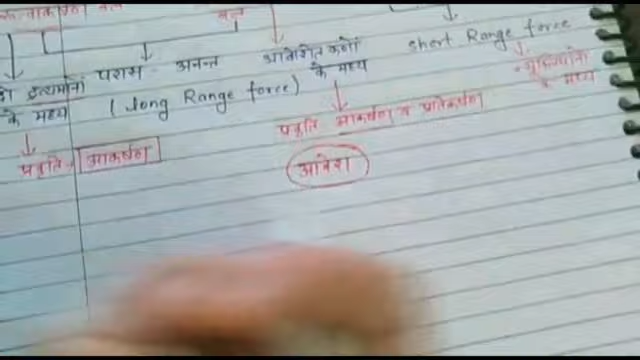 बल
short Range force
दो द्रव्यमानों परास - अनन्त आवेशित कणों
के मध्य (long Range force) के मध्य
न्यूक्लियानो
के मध्य
प्रकृति आकर्षण व प्रतिकर्षण
प्रकृति आकर्षण
आवेश